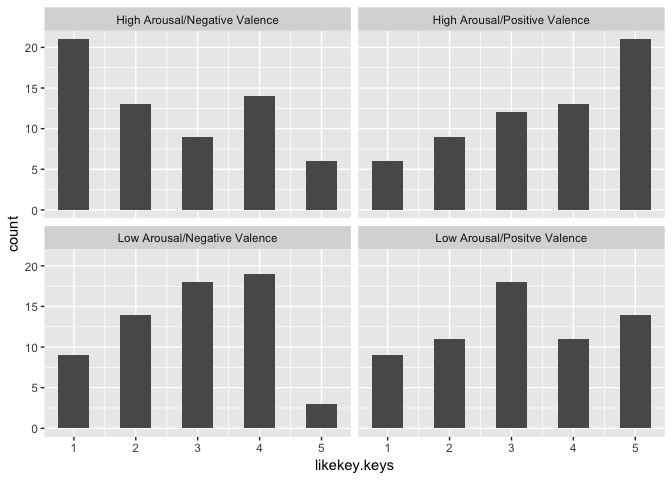 High Arousal/Negative Valence
High Arousal/Positive Valence
20
15
10
5
0
Low Arousal/Negative Valence
Low Arousal/Positve Valence
20
15
10
5
0
count
1 2 3 4 5
1 2 3 4 5
likekey.keys